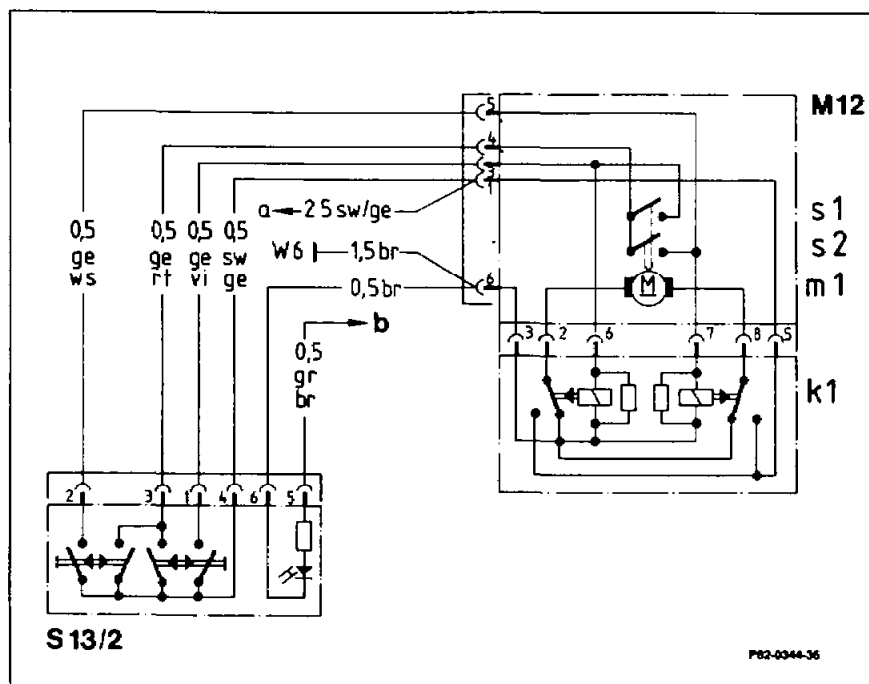 M12
5
4
3
1
a 2 5 sw/ge
W6 1,5 br
6
0,5 br
b
s1
s2
m1
M
0,5 ge ws
0,5 ge rt
0,5 ge vi
0,5 sw ge
0,5 gr br
3 2 6 7 8 5
k1
2 3 1 4 6 5
S 13/2
P82-0344-36